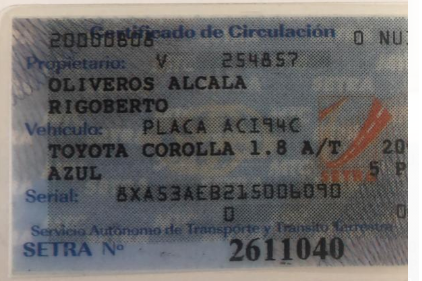 Certificado de Circulación
20000808 0 NU
Propietario: V 254857
OLIVEROS ALCALA
RIGOBERTO
Vehículo: PLACA ACI94C
TOYOTA COROLLA 1.8 A/T 20
AZUL 5 P
Serial: 8XA53AEB215006090
0 0
Servicio Autónomo de Transporte y Tránsito Terrestre
SETRA Nº 2611040